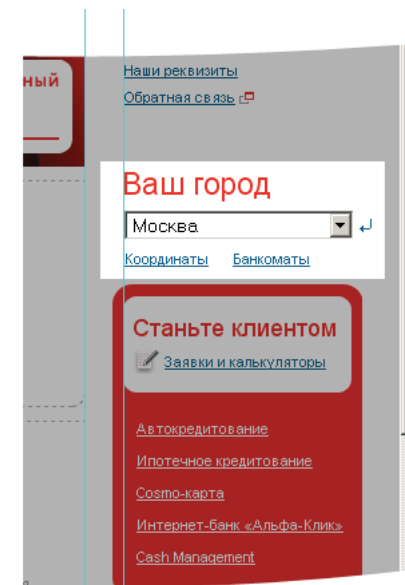 ный
Наши реквизиты
Обратная связь
Ваш город
Москва
Координаты Банкоматы
Станьте клиентом
Заявки и калькуляторы
Автокредитование
Ипотечное кредитование
Cosmo-карта
Интернет-банк «Альфа-Клик»
Cash Management